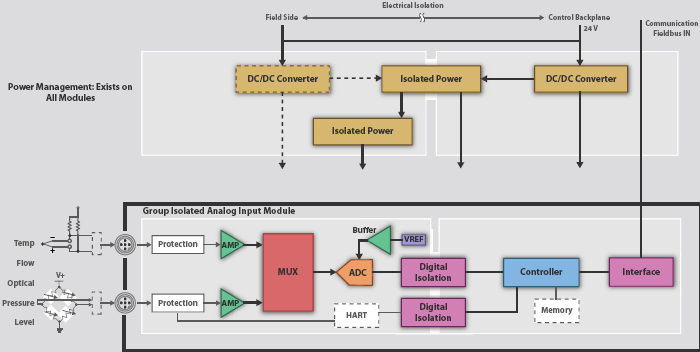 Electrical Isolation
Field Side
Control Backplane
24 V
Communication
Fieldbus IN
Power Management: Exists on
All Modules
DC/DC Converter
Isolated Power
DC/DC Converter
Isolated Power
Group Isolated Analog Input Module
Temp
Flow
Optical
Pressure
Level
V+
Protection
AMP
MUX
Buffer
VREF
ADC
Digital
Isolation
Controller
Interface
Protection
AMP
HART
Digital
Isolation
Memory